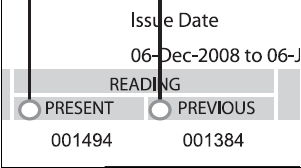 Issue Date
06-Dec-2008 to 06-J
READING
PRESENT PREVIOUS
001494 001384